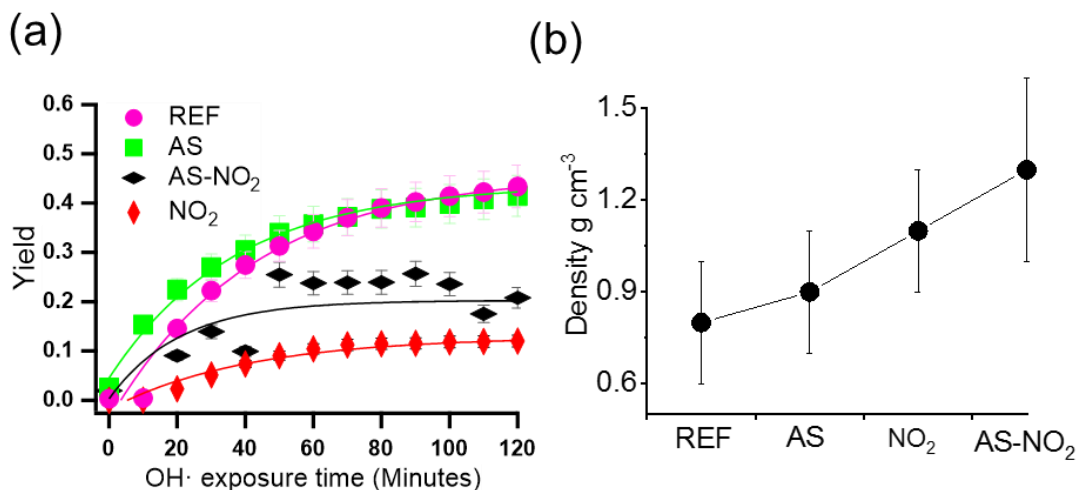 (a)
Yield
0.6
0.5
0.4
0.3
0.2
0.1
0.0
REF
AS
AS-NO₂
NO₂
0 20 40 60 80 100 120
OH· exposure time (Minutes)
(b)
Density g cm⁻³
1.5
1.2
0.9
0.6
REF AS NO₂ AS-NO₂